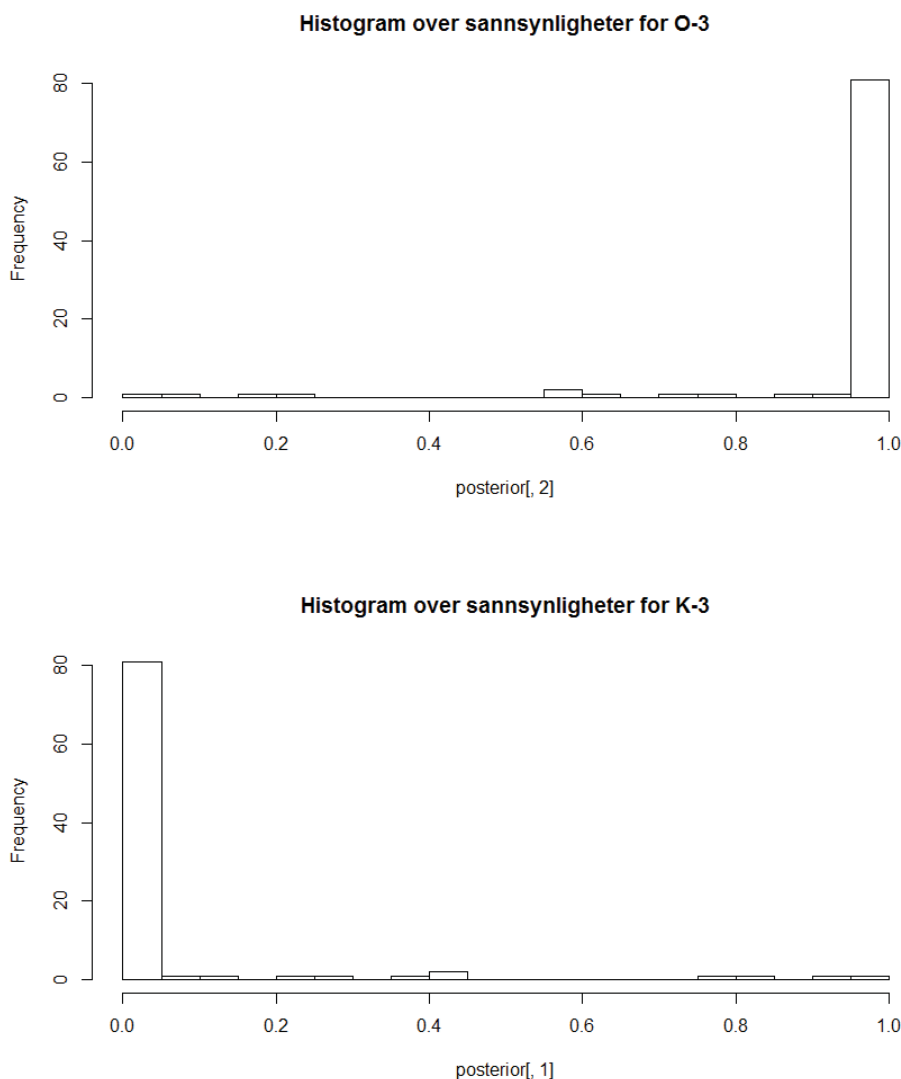 Histogram over sannsynligheter for O-3
Frequency
80
60
40
20
0
0.0 0.2 0.4 0.6 0.8 1.0
posterior[, 2]
Histogram over sannsynligheter for K-3
Frequency
80
60
40
20
0
0.0 0.2 0.4 0.6 0.8 1.0
posterior[, 1]